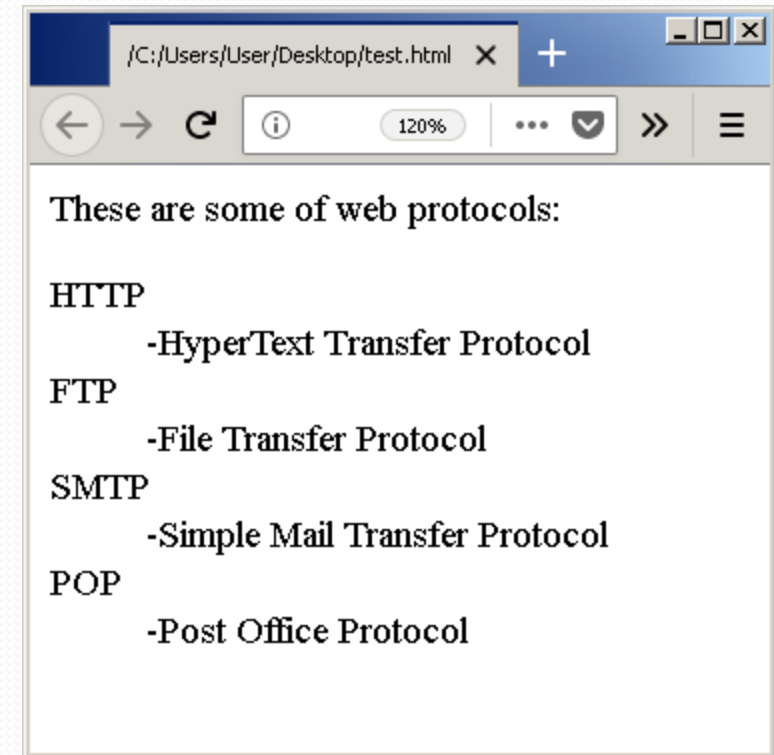 /C:/Users/User/Desktop/test.html
120%
These are some of web protocols:
HTTP
-HyperText Transfer Protocol
FTP
-File Transfer Protocol
SMTP
-Simple Mail Transfer Protocol
POP
-Post Office Protocol